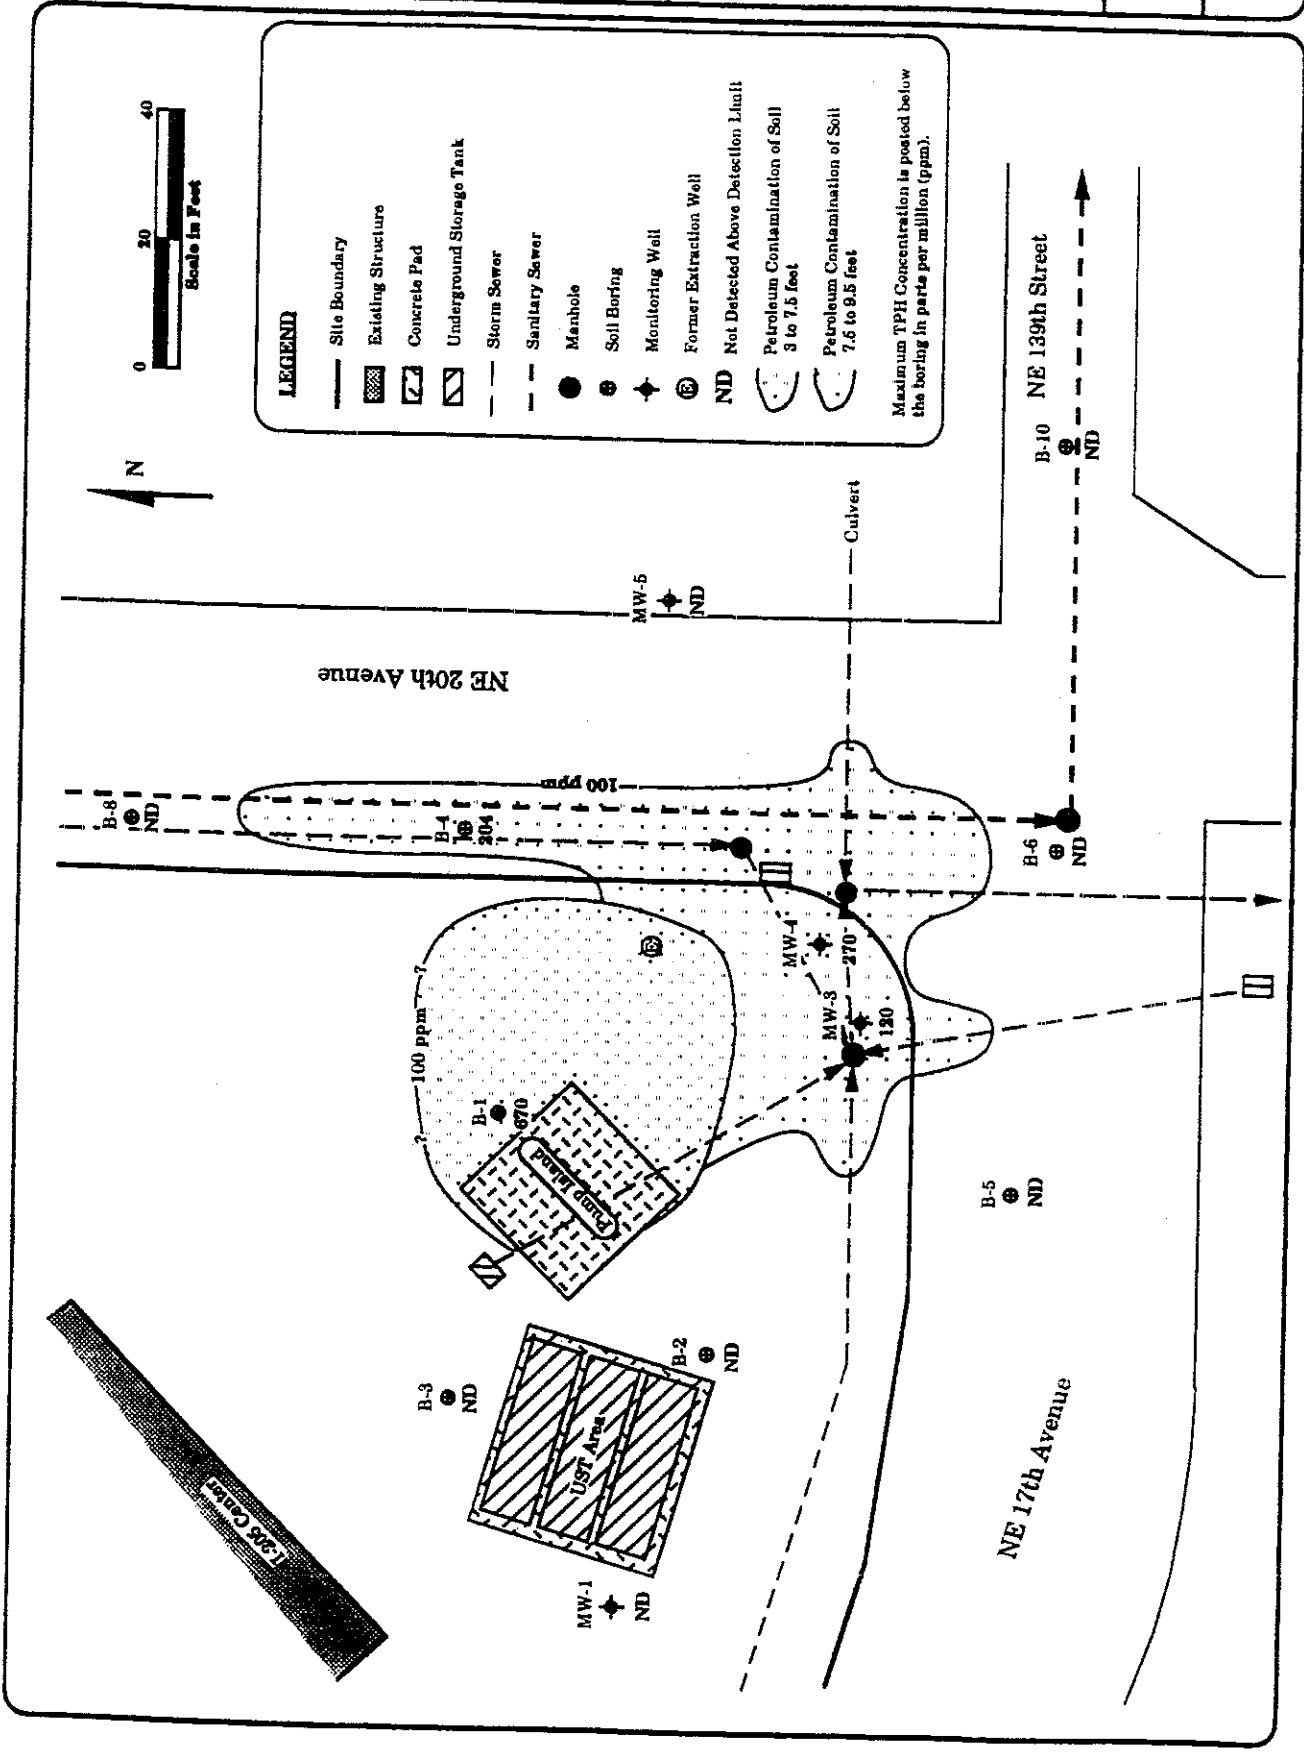 0
20
40
Scale in Feet
N
LEGEND
Site Boundary
Existing Structure
Concrete Pad
Underground Storage Tank
Storm Sewer
Sanitary Sewer
Manhole
Soil Boring
Monitoring Well
E
Former Extraction Well
ND
Not Detected Above Detection Limit
Petroleum Contamination of Soil
3 to 7.5 feet
Petroleum Contamination of Soil
7.5 to 9.5 feet
Maximum TPH Concentration is posted below
the boring in parts per million (ppm).
I-205 Center
B-3
ND
UST Area
B-2
ND
MW-1
ND
Pump Island
B-1
670
? 100 ppm ?
E
B-8
ND
B-4
204
100 ppm
NE 20th Avenue
MW-5
ND
Culvert
MW-4
270
MW-3
120
B-5
ND
B-6
ND
B-10
ND
NE 139th Street
NE 17th Avenue